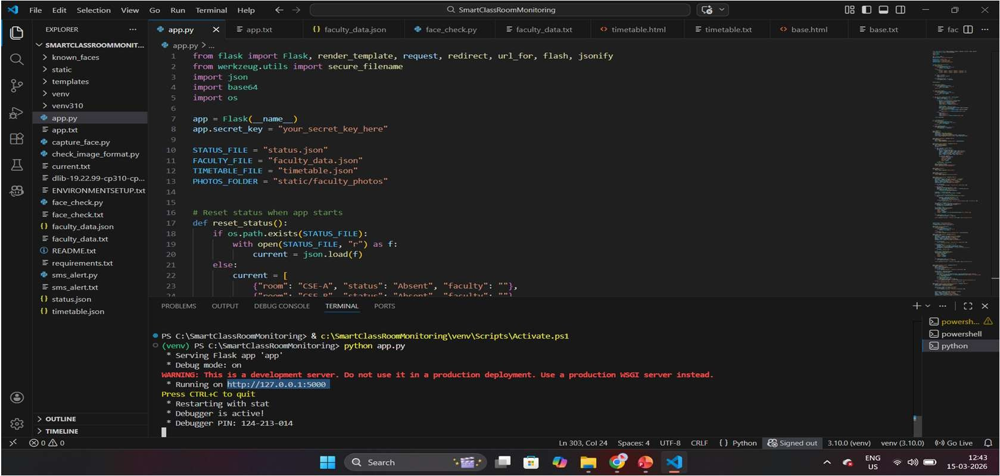 File Edit Selection View Go Run Terminal Help
SmartClassRoomMonitoring
EXPLORER
app.py
app.txt
faculty_data.json
face_check.py
faculty_data.txt
timetable.html
timetable.txt
base.html
base.txt
fac
SMARTCLASSROOMMONIT...
known_faces
static
templates
venv
venv310
app.py
app.txt
capture_face.py
check_image_format.py
current.txt
dlib-19.22.99-cp310-cp...
ENVIRONMENTSETUP.txt
face_check.py
face_check.txt
faculty_data.json
faculty_data.txt
README.txt
requirements.txt
sms_alert.py
sms_alert.txt
status.json
timetable.json
OUTLINE
TIMELINE
app.py > ...
1 from flask import Flask, render_template, request, redirect, url_for, flash, jsonify
2 from werkzeug.utils import secure_filename
3 import json
4 import base64
5 import os
6
7 app = Flask(__name__)
8 app.secret_key = "your_secret_key_here"
9
10 STATUS_FILE = "status.json"
11 FACULTY_FILE = "faculty_data.json"
12 TIMETABLE_FILE = "timetable.json"
13 PHOTOS_FOLDER = "static/faculty_photos"
14
15
16 # Reset status when app starts
17 def reset_status():
18 if os.path.exists(STATUS_FILE):
19 with open(STATUS_FILE, "r") as f:
20 current = json.load(f)
21 else:
22 current = [
23 {"room": "CSE-A", "status": "Absent", "faculty": ""},
24 {"room": "CSE-B", "status": "Absent", "faculty": ""},
PROBLEMS OUTPUT DEBUG CONSOLE TERMINAL PORTS
PS C:\SmartClassRoomMonitoring> & c:\SmartClassRoomMonitoring\venv\Scripts\Activate.ps1
(venv) PS C:\SmartClassRoomMonitoring> python app.py
* Serving Flask app 'app'
* Debug mode: on
WARNING: This is a development server. Do not use it in a production deployment. Use a production WSGI server instead.
* Running on http://127.0.0.1:5000
Press CTRL+C to quit
* Restarting with stat
* Debugger is active!
* Debugger PIN: 124-213-014
powersh...
powershell
python
0 0
Ln 303, Col 24 Spaces: 4 UTF-8 CRLF { } Python Signed out 3.10.0 (venv) venv (3.10.0) Go Live
Search
ENG
US
12:43
15-03-2026